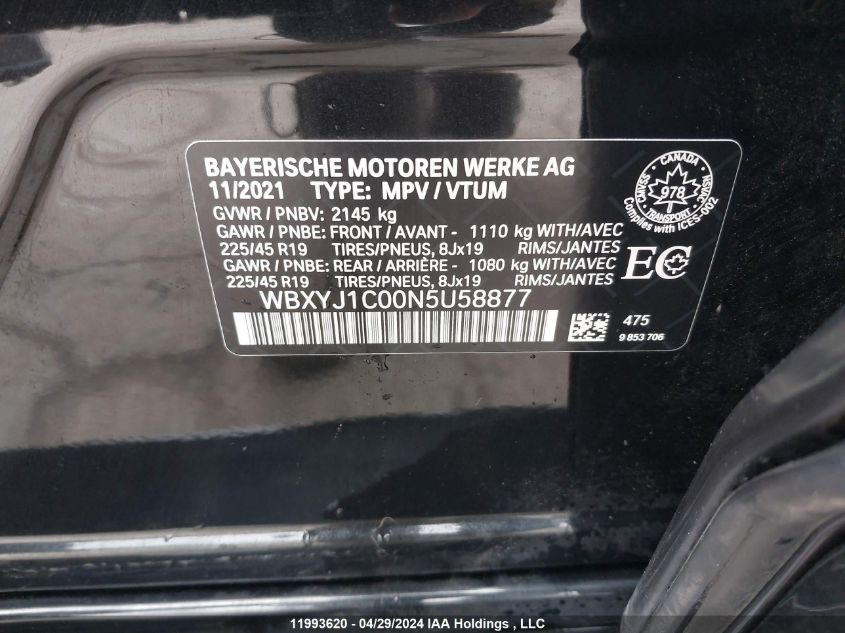 BAYERISCHE MOTOREN WERKE AG
11/2021 TYPE: MPV / VTUM
GVWR / PNBV: 2145 kg
GAWR / PNBE: FRONT / AVANT - 1110 kg WITH/AVEC
225/45 R19 TIRES/PNEUS, 8Jx19 RIMS/JANTES
GAWR / PNBE: REAR / ARRIÈRE - 1080 kg WITH/AVEC
225/45 R19 TIRES/PNEUS, 8Jx19 RIMS/JANTES
WBXYJ1C00N5U58877
CANADA
NSVAC
CMVSS
978
TRANSPORT
Complies with ICES-002
EC
475
9 853 706
11993620 - 04/29/2024 IAA Holdings , LLC